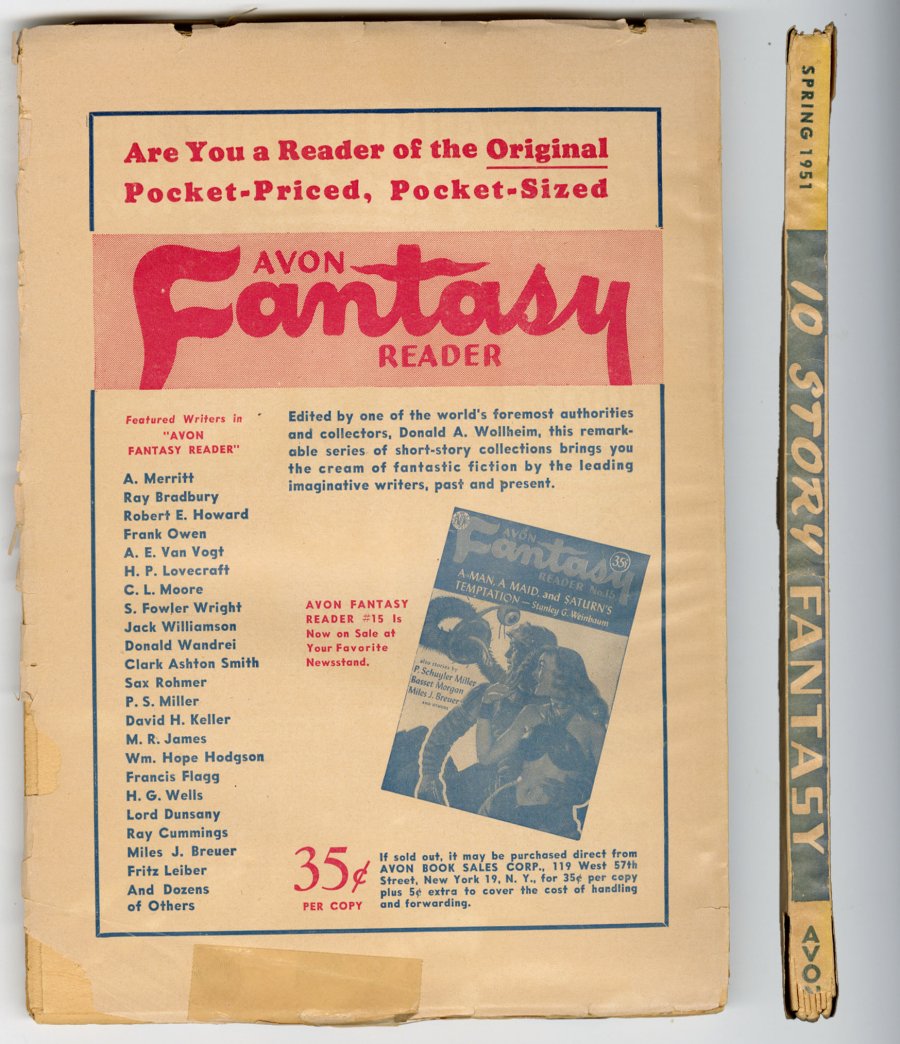 Are You a Reader of the Original
Pocket-Priced, Pocket-Sized
AVON
Fantasy
READER
Featured Writers in
"AVON
FANTASY READER"
A. Merritt
Ray Bradbury
Robert E. Howard
Frank Owen
A. E. Van Vogt
H. P. Lovecraft
C. L. Moore
S. Fowler Wright
Jack Williamson
Donald Wandrei
Clark Ashton Smith
Sax Rohmer
P. S. Miller
David H. Keller
M. R. James
Wm. Hope Hodgson
Francis Flagg
H. G. Wells
Lord Dunsany
Ray Cummings
Miles J. Breuer
Fritz Leiber
And Dozens
of Others
Edited by one of the world's foremost authorities
and collectors, Donald A. Wollheim, this remark-
able series of short-story collections brings you
the cream of fantastic fiction by the leading
imaginative writers, past and present.
AVON FANTASY
READER #15 Is
Now on Sale at
Your Favorite
Newsstand.
AVON
Fantasy
35¢
READER No.15
A MAN, A MAID, and SATURN'S
TEMPTATION — Stanley G. Weinbaum
also stories by
P. Schuyler Miller
Basset Morgan
Miles J. Breuer
AND OTHERS
35¢
PER COPY
If sold out, it may be purchased direct from
AVON BOOK SALES CORP., 119 West 57th
Street, New York 19, N. Y., for 35¢ per copy
plus 5¢ extra to cover the cost of handling
and forwarding.
SPRING 1951
10 STORY FANTASY
AVO